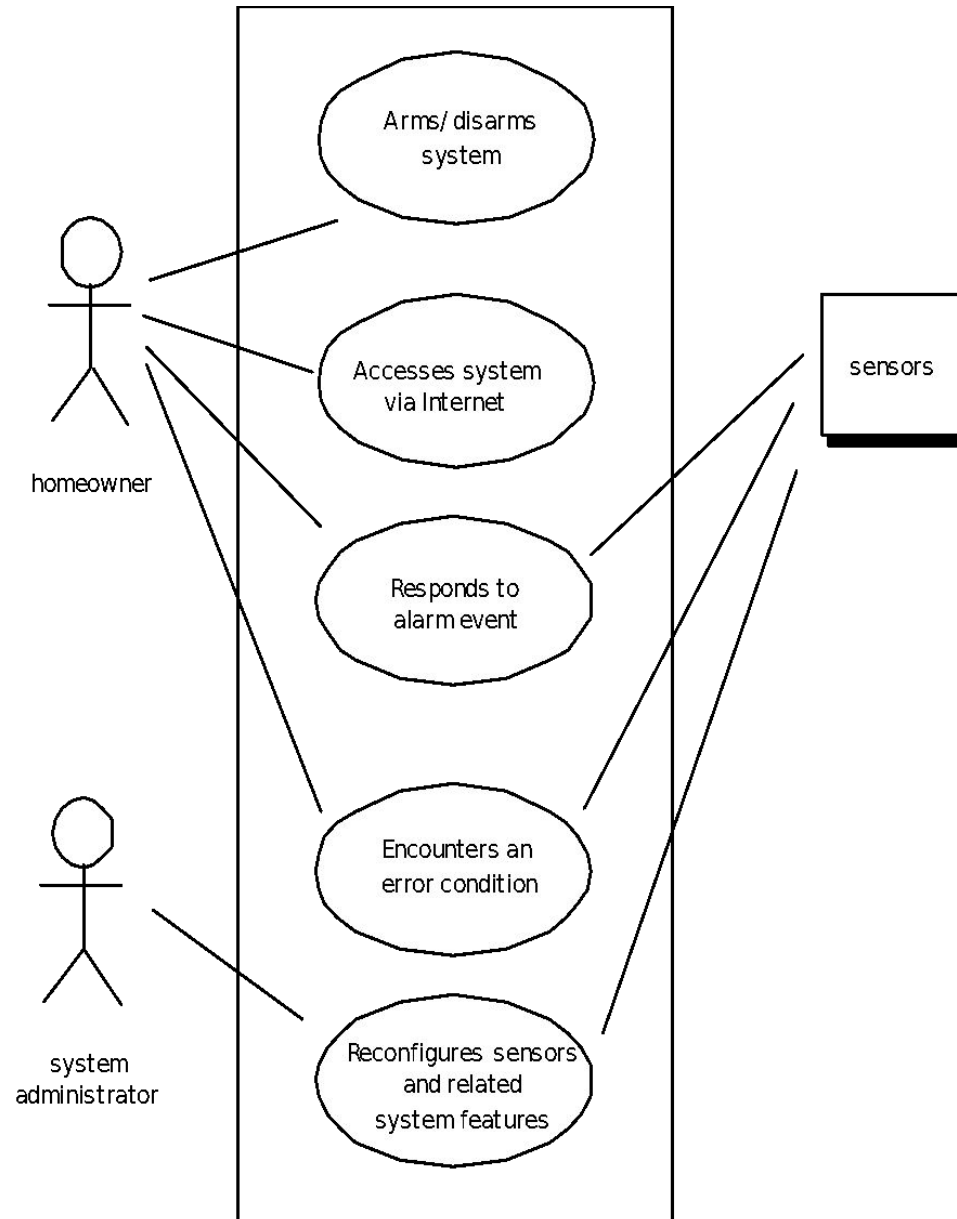 Arms/disarms
system
Accesses system
via Internet
sensors
homeowner
Responds to
alarm event
Encounters an
error condition
system
administrator
Reconfigures sensors
and related
system features